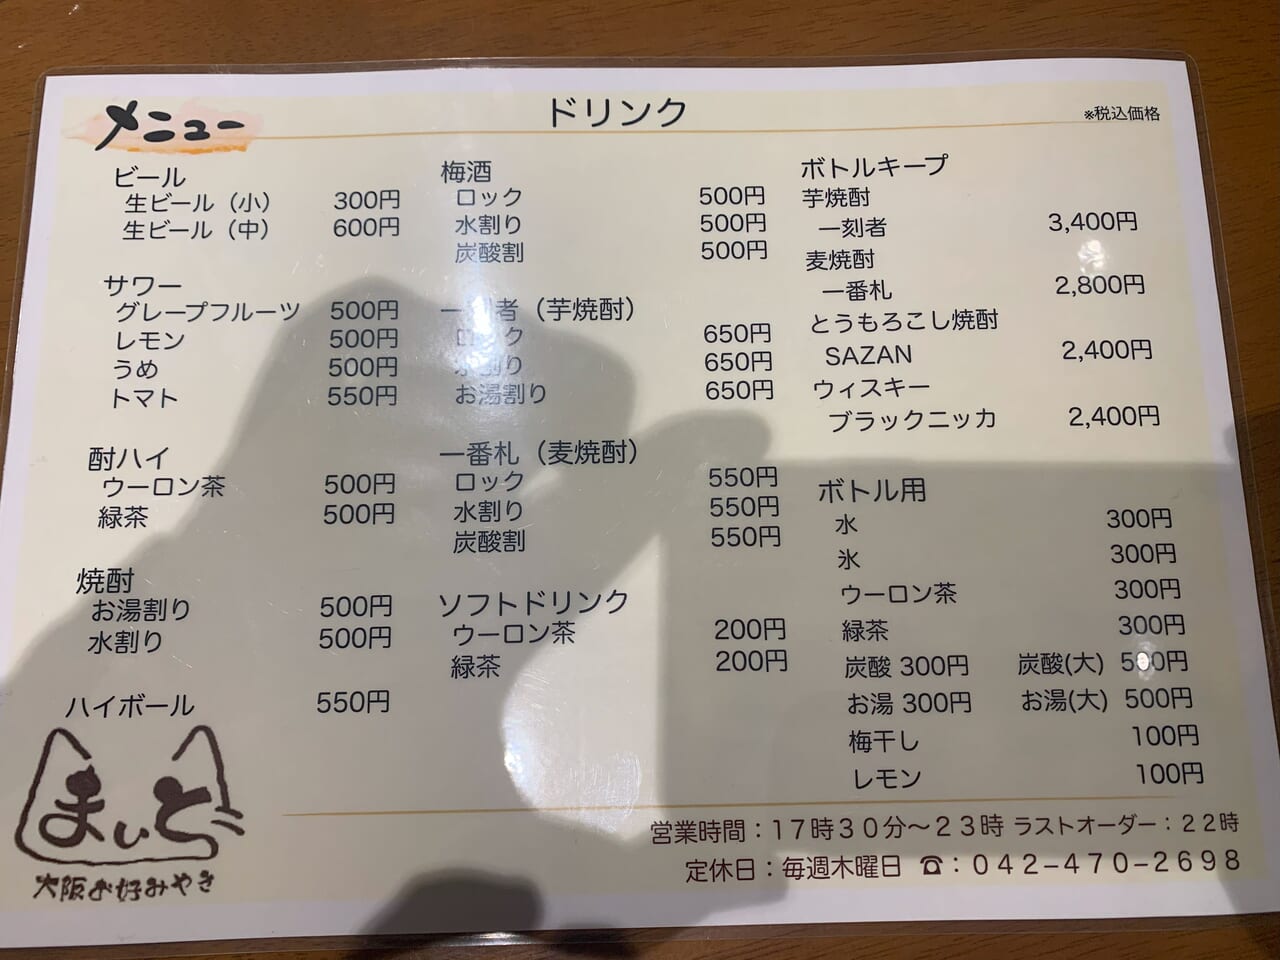 メニュー
ドリンク
※税込価格
ビール
生ビール（小） 300円
生ビール（中） 600円
サワー
グレープフルーツ 500円
レモン 500円
うめ 500円
トマト 550円
酎ハイ
ウーロン茶 500円
緑茶 500円
焼酎
お湯割り 500円
水割り 500円
ハイボール 550円
梅酒
ロック 500円
水割り 500円
炭酸割 500円
一刻者（芋焼酎）
ロック 650円
水割り 650円
お湯割り 650円
一番札（麦焼酎）
ロック 550円
水割り 550円
炭酸割 550円
ソフトドリンク
ウーロン茶 200円
緑茶 200円
ボトルキープ
芋焼酎
一刻者 3,400円
麦焼酎
一番札 2,800円
とうもろこし焼酎
SAZAN 2,400円
ウィスキー
ブラックニッカ 2,400円
ボトル用
水 300円
氷 300円
ウーロン茶 300円
緑茶 300円
炭酸 300円 炭酸(大) 500円
お湯 300円 お湯(大) 500円
梅干し 100円
レモン 100円
まいど
大阪お好みやき
営業時間：１７時３０分～２３時 ラストオーダー：２２時
定休日：毎週木曜日 ☎：０４２−４７０−２６９８